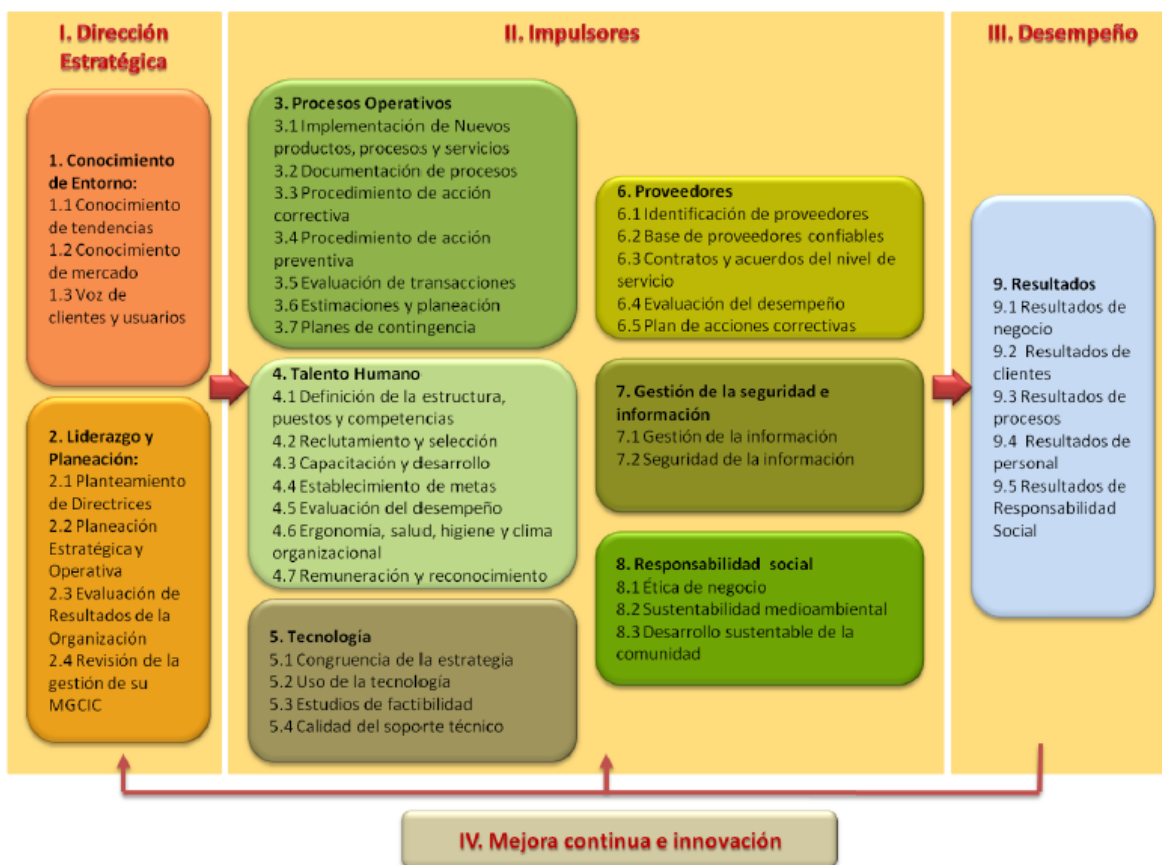 I. Dirección
Estratégica
1. Conocimiento
de Entorno:
1.1 Conocimiento
de tendencias
1.2 Conocimiento
de mercado
1.3 Voz de
clientes y usuarios
2. Liderazgo y
Planeación:
2.1 Planteamiento
de Directrices
2.2 Planeación
Estratégica y
Operativa
2.3 Evaluación de
Resultados de la
Organización
2.4 Revisión de la
gestión de su
MGCIC
II. Impulsores
3. Procesos Operativos
3.1 Implementación de Nuevos
productos, procesos y servicios
3.2 Documentación de procesos
3.3 Procedimiento de acción
correctiva
3.4 Procedimiento de acción
preventiva
3.5 Evaluación de transacciones
3.6 Estimaciones y planeación
3.7 Planes de contingencia
4. Talento Humano
4.1 Definición de la estructura,
puestos y competencias
4.2 Reclutamiento y selección
4.3 Capacitación y desarrollo
4.4 Establecimiento de metas
4.5 Evaluación del desempeño
4.6 Ergonomía, salud, higiene y clima
organizacional
4.7 Remuneración y reconocimiento
5. Tecnología
5.1 Congruencia de la estrategia
5.2 Uso de la tecnología
5.3 Estudios de factibilidad
5.4 Calidad del soporte técnico
6. Proveedores
6.1 Identificación de proveedores
6.2 Base de proveedores confiables
6.3 Contratos y acuerdos del nivel de
servicio
6.4 Evaluación del desempeño
6.5 Plan de acciones correctivas
7. Gestión de la seguridad e
información
7.1 Gestión de la información
7.2 Seguridad de la información
8. Responsabilidad social
8.1 Ética de negocio
8.2 Sustentabilidad medioambiental
8.3 Desarrollo sustentable de la
comunidad
III. Desempeño
9. Resultados
9.1 Resultados de
negocio
9.2 Resultados de
clientes
9.3 Resultados de
procesos
9.4 Resultados de
personal
9.5 Resultados de
Responsabilidad
Social
IV. Mejora continua e innovación